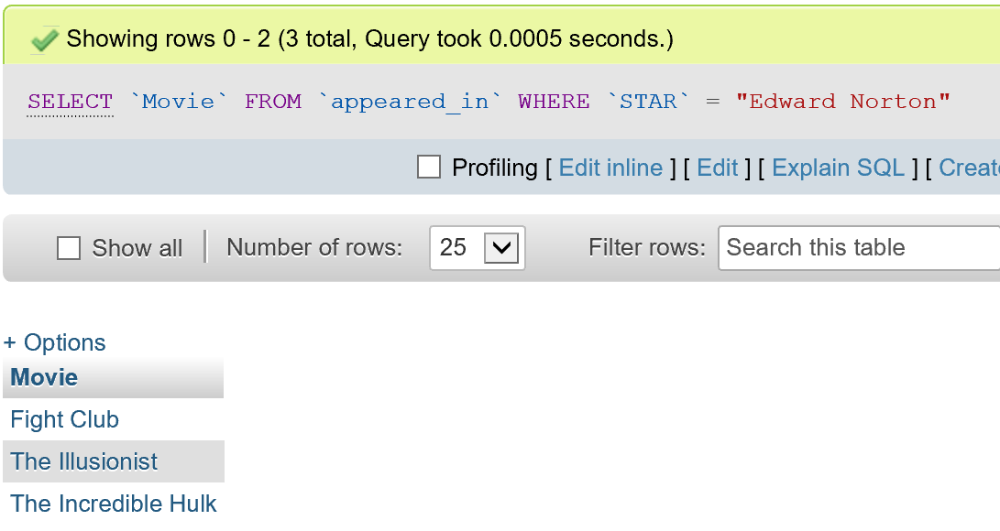 Showing rows 0 - 2 (3 total, Query took 0.0005 seconds.)
SELECT `Movie` FROM `appeared_in` WHERE `STAR` = "Edward Norton"
Profiling [ Edit inline ] [ Edit ] [ Explain SQL ] [ Create
Show all Number of rows: 25 Filter rows: Search this table
+ Options
Movie
Fight Club
The Illusionist
The Incredible Hulk